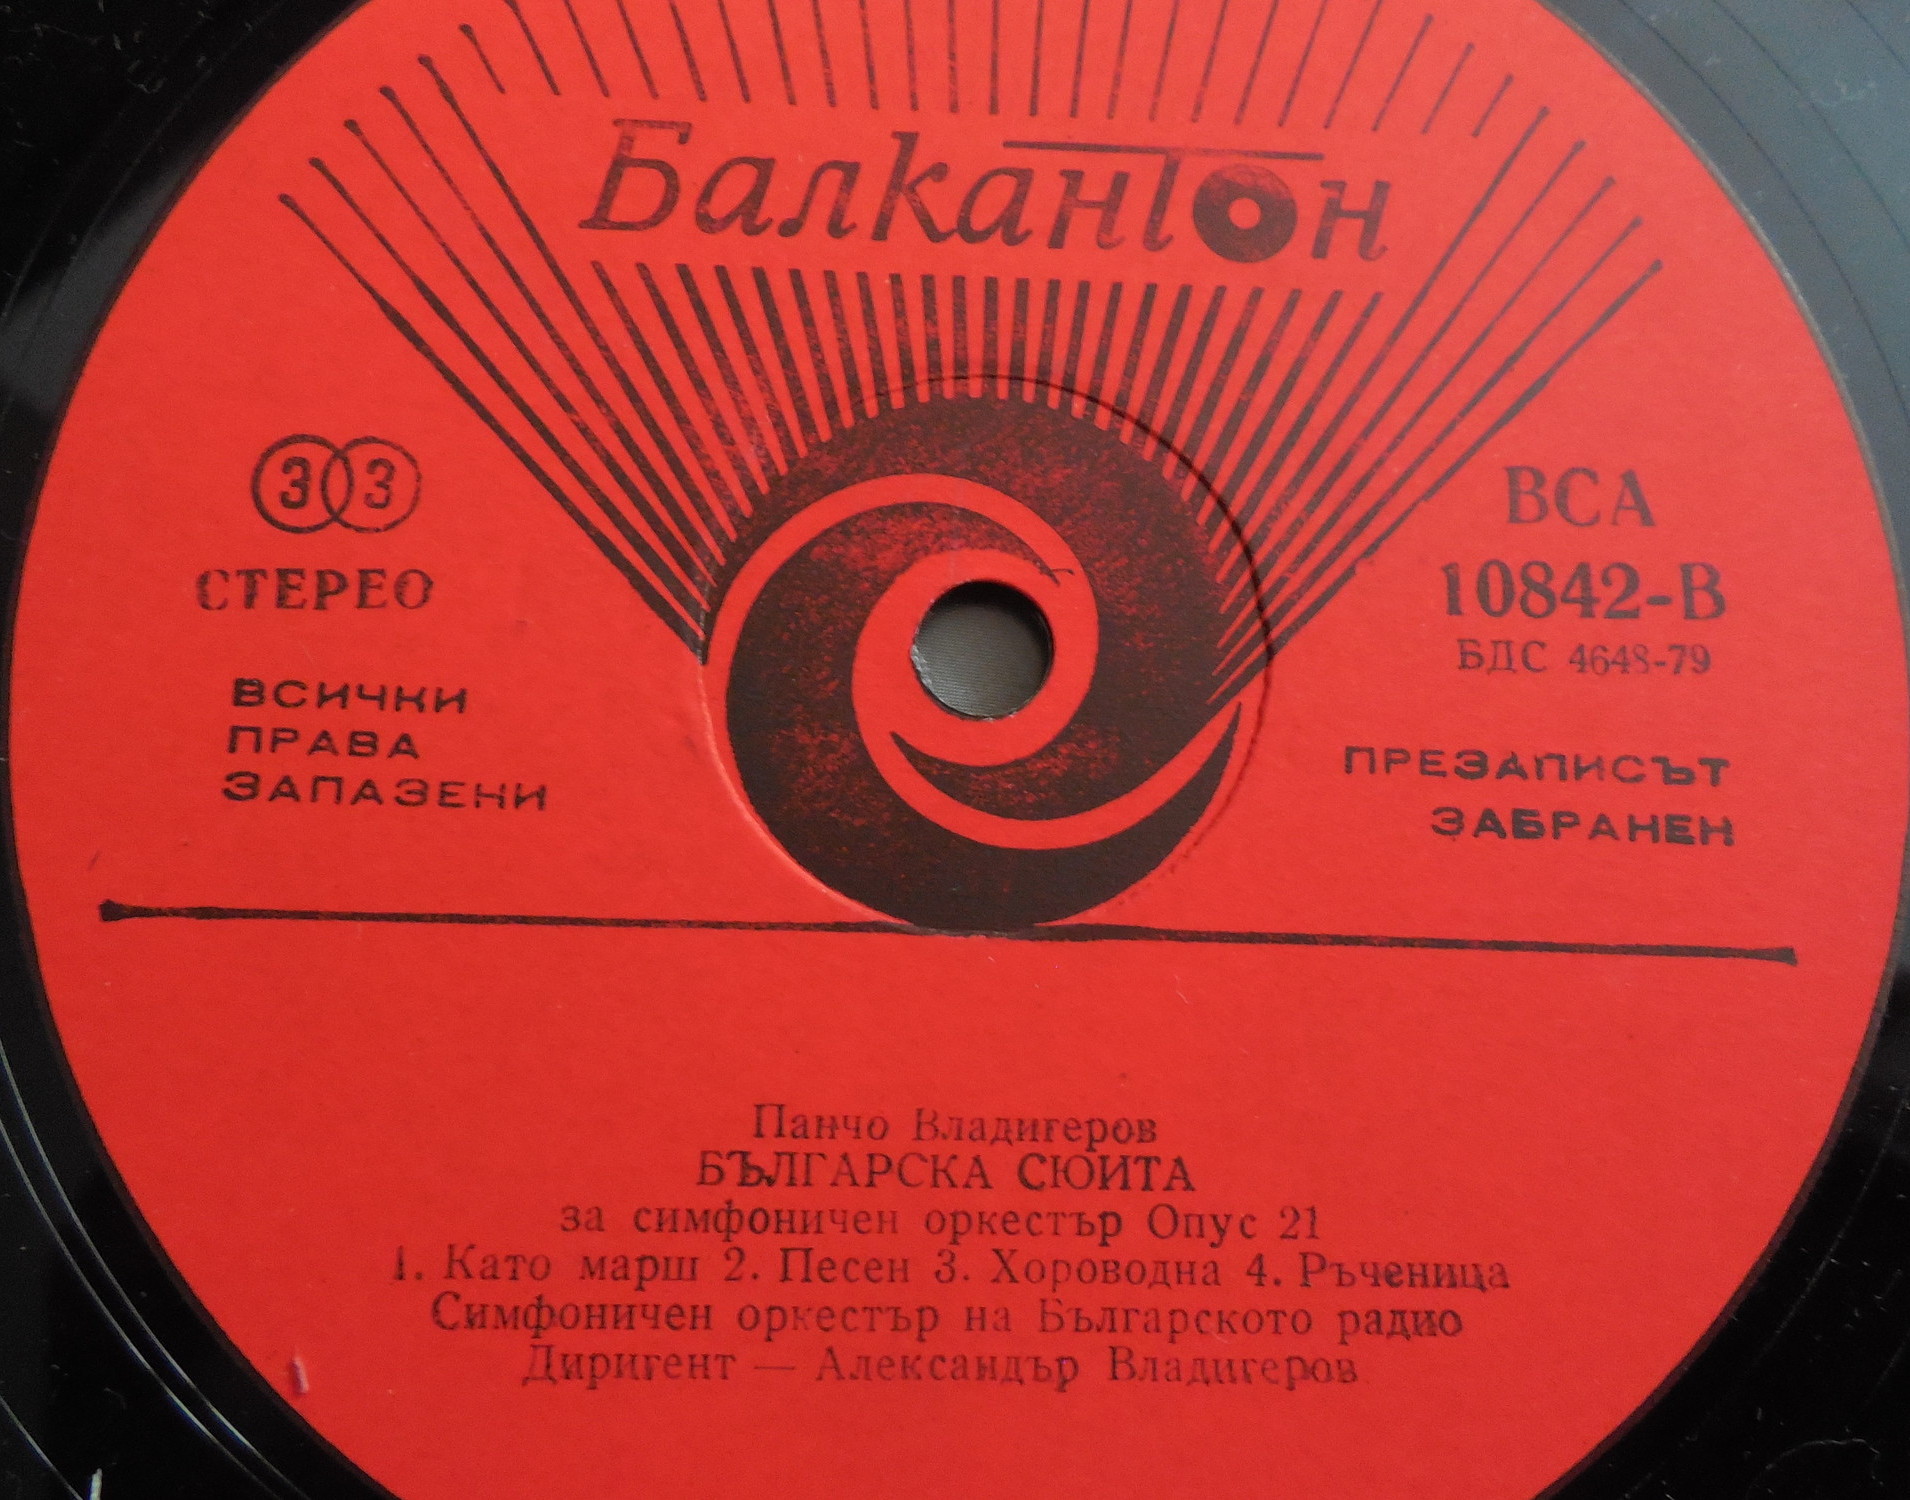 Балкантон
33
СТЕРЕО
ВСИЧКИ
ПРАВА
ЗАПАЗЕНИ
ВСА
10842-В
БДС 4648-79
ПРЕЗАПИСЪТ
ЗАБРАНЕН
Панчо Владигеров
БЪЛГАРСКА СЮИТА
за симфоничен оркестър Опус 21
1. Като марш 2. Песен 3. Хороводна 4. Ръченица
Симфоничен оркестър на Българското радио
Диригент — Александър Владигеров